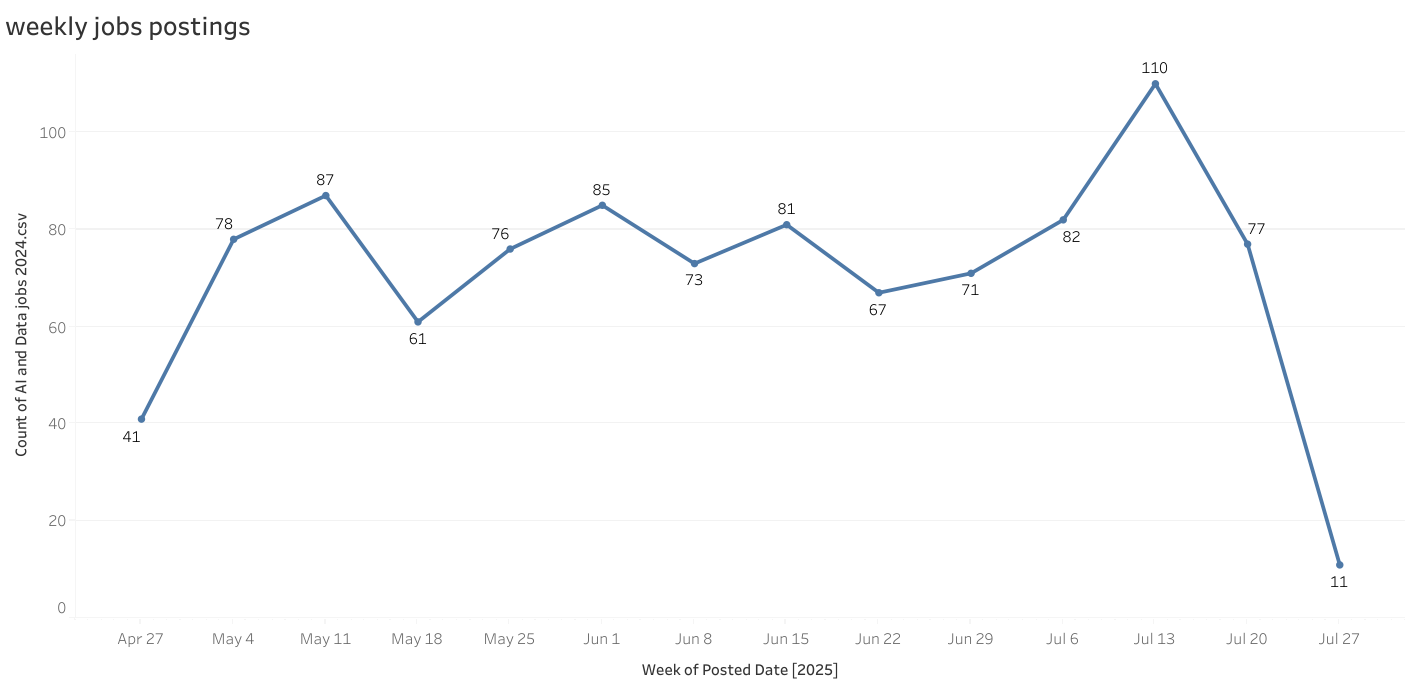 weekly jobs postings
Count of AI and Data jobs 2024.csv
100
80
60
40
20
0
41
78
87
61
76
85
73
81
67
71
82
110
77
11
Apr 27
May 4
May 11
May 18
May 25
Jun 1
Jun 8
Jun 15
Jun 22
Jun 29
Jul 6
Jul 13
Jul 20
Jul 27
Week of Posted Date [2025]